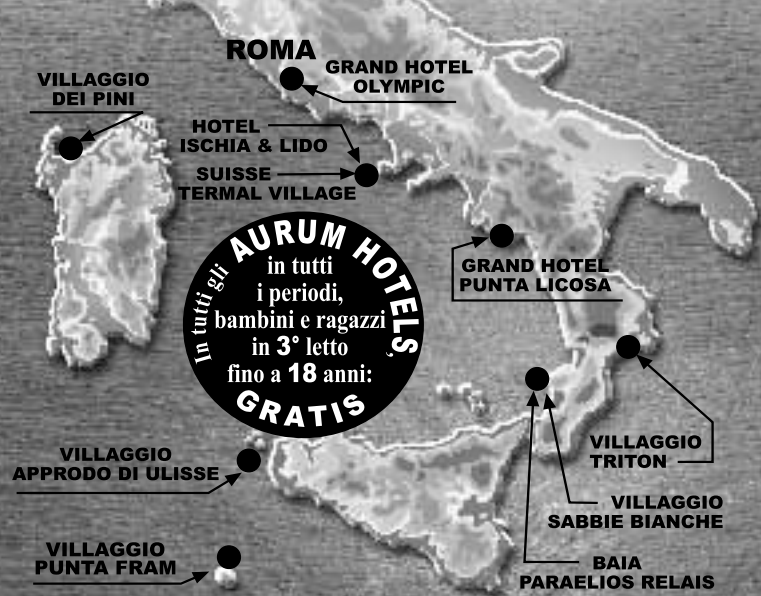 ROMA
GRAND HOTEL
OLYMPIC
VILLAGGIO
DEI PINI
HOTEL
ISCHIA & LIDO
SUISSE
TERMAL VILLAGE
In tutti gli AURUM HOTELS,
in tutti
i periodi,
bambini e ragazzi
in 3° letto
fino a 18 anni:
GRATIS
GRAND HOTEL
PUNTA LICOSA
VILLAGGIO
TRITON
VILLAGGIO
APPRODO DI ULISSE
VILLAGGIO
SABBIE BIANCHE
VILLAGGIO
PUNTA FRAM
BAIA
PARAELIOS RELAIS